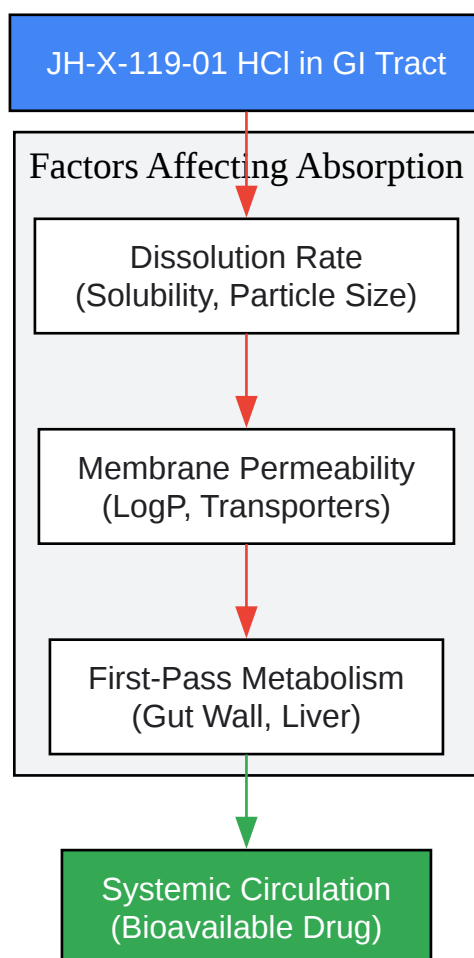 JH-X-119-01 HCl in GI Tract
Factors Affecting Absorption
Dissolution Rate
(Solubility, Particle Size)
Membrane Permeability
(LogP, Transporters)
First-Pass Metabolism
(Gut Wall, Liver)
Systemic Circulation
(Bioavailable Drug)